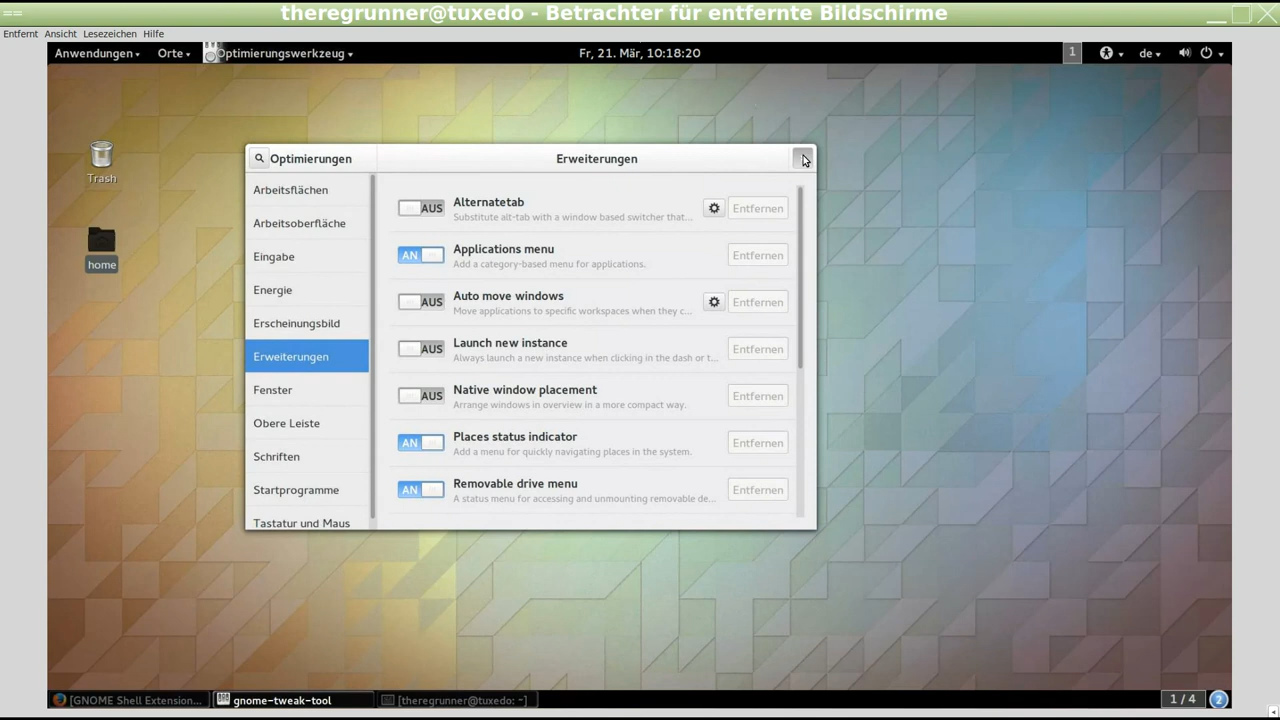 theregrunner@tuxedo - Betrachter für entfernte Bildschirme
Entfernt Ansicht Lesezeichen Hilfe
Anwendungen Orte Optimierungswerkzeug Fr, 21. Mär, 10:18:20 1 de
Trash
home
Optimierungen Erweiterungen
Arbeitsflächen
Arbeitsoberfläche
Eingabe
Energie
Erscheinungsbild
Erweiterungen
Fenster
Obere Leiste
Schriften
Startprogramme
Tastatur und Maus
AUS Alternatetab Entfernen
Substitute alt-tab with a window based switcher that...
AN Applications menu Entfernen
Add a category-based menu for applications.
AUS Auto move windows Entfernen
Move applications to specific workspaces when they c...
AUS Launch new instance Entfernen
Always launch a new instance when clicking in the dash or t...
AUS Native window placement Entfernen
Arrange windows in overview in a more compact way.
AN Places status indicator Entfernen
Add a menu for quickly navigating places in the system.
AN Removable drive menu Entfernen
A status menu for accessing and unmounting removable de...
[GNOME Shell Extension... gnome-tweak-tool [theregrunner@tuxedo: ~] 1 / 4 2